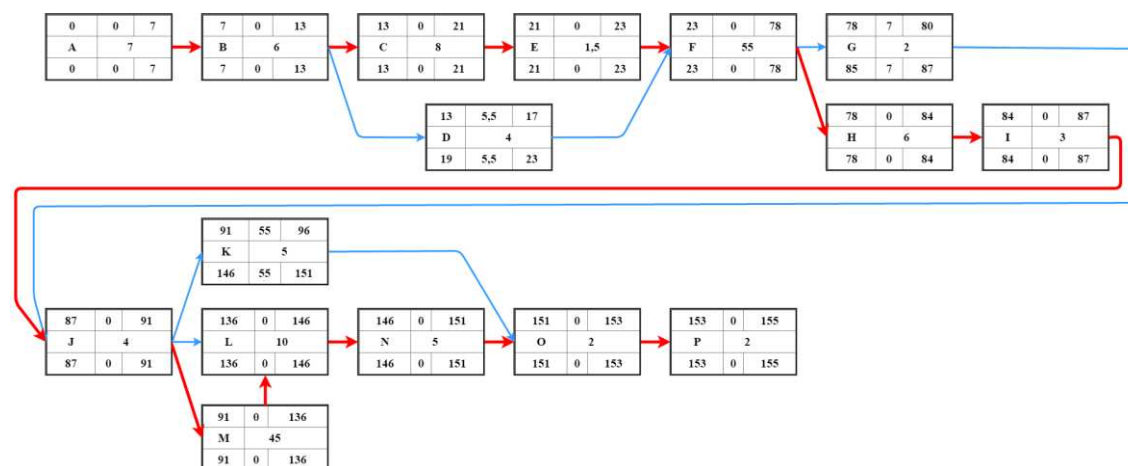 0 0 7
A 7
0 0 7
7 0 13
B 6
7 0 13
13 0 21
C 8
13 0 21
21 0 23
E 1,5
21 0 23
23 0 78
F 55
23 0 78
78 7 80
G 2
85 7 87
13 5,5 17
D 4
19 5,5 23
78 0 84
H 6
78 0 84
84 0 87
I 3
84 0 87
91 55 96
K 5
146 55 151
87 0 91
J 4
87 0 91
136 0 146
L 10
136 0 146
146 0 151
N 5
146 0 151
151 0 153
O 2
151 0 153
153 0 155
P 2
153 0 155
91 0 136
M 45
91 0 136